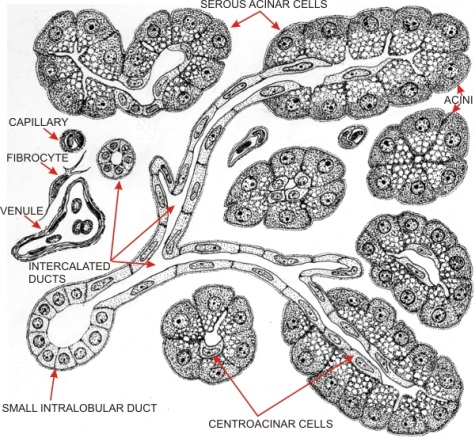 SEROUS ACINAR CELLS
ACINI
CAPILLARY
FIBROCYTE
VENULE
INTERCALATED
DUCTS
SMALL INTRALOBULAR DUCT
CENTROACINAR CELLS